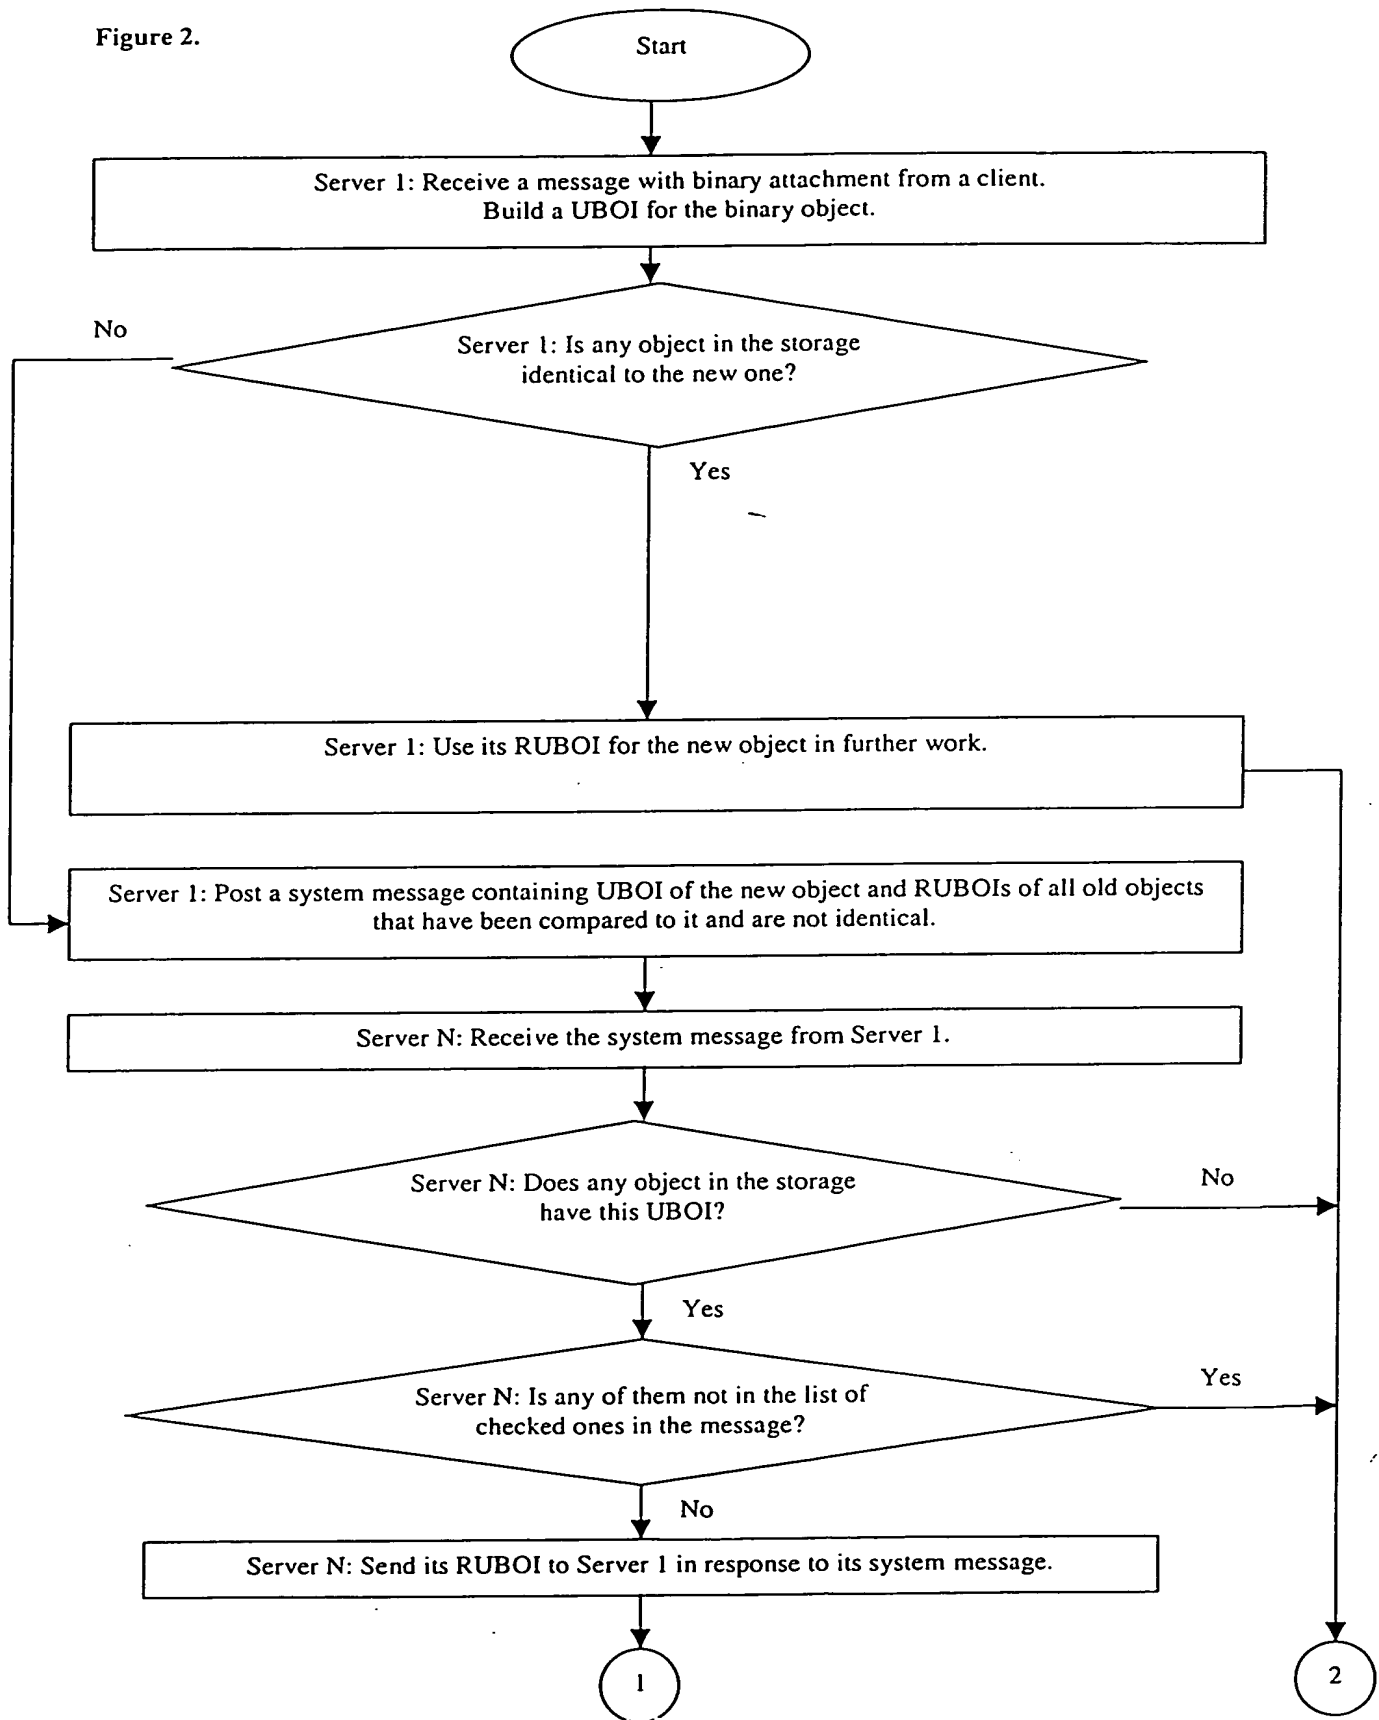 Figure 2.
Start
Server 1: Receive a message with binary attachment from a client.
Build a UBOI for the binary object.
No
Server 1: Is any object in the storage
identical to the new one?
Yes
Server 1: Use its RUBOI for the new object in further work.
Server 1: Post a system message containing UBOI of the new object and RUBOIs of all old objects
that have been compared to it and are not identical.
Server N: Receive the system message from Server 1.
Server N: Does any object in the storage
have this UBOI?
No
Yes
Server N: Is any of them not in the list of
checked ones in the message?
Yes
No
Server N: Send its RUBOI to Server 1 in response to its system message.
1
2